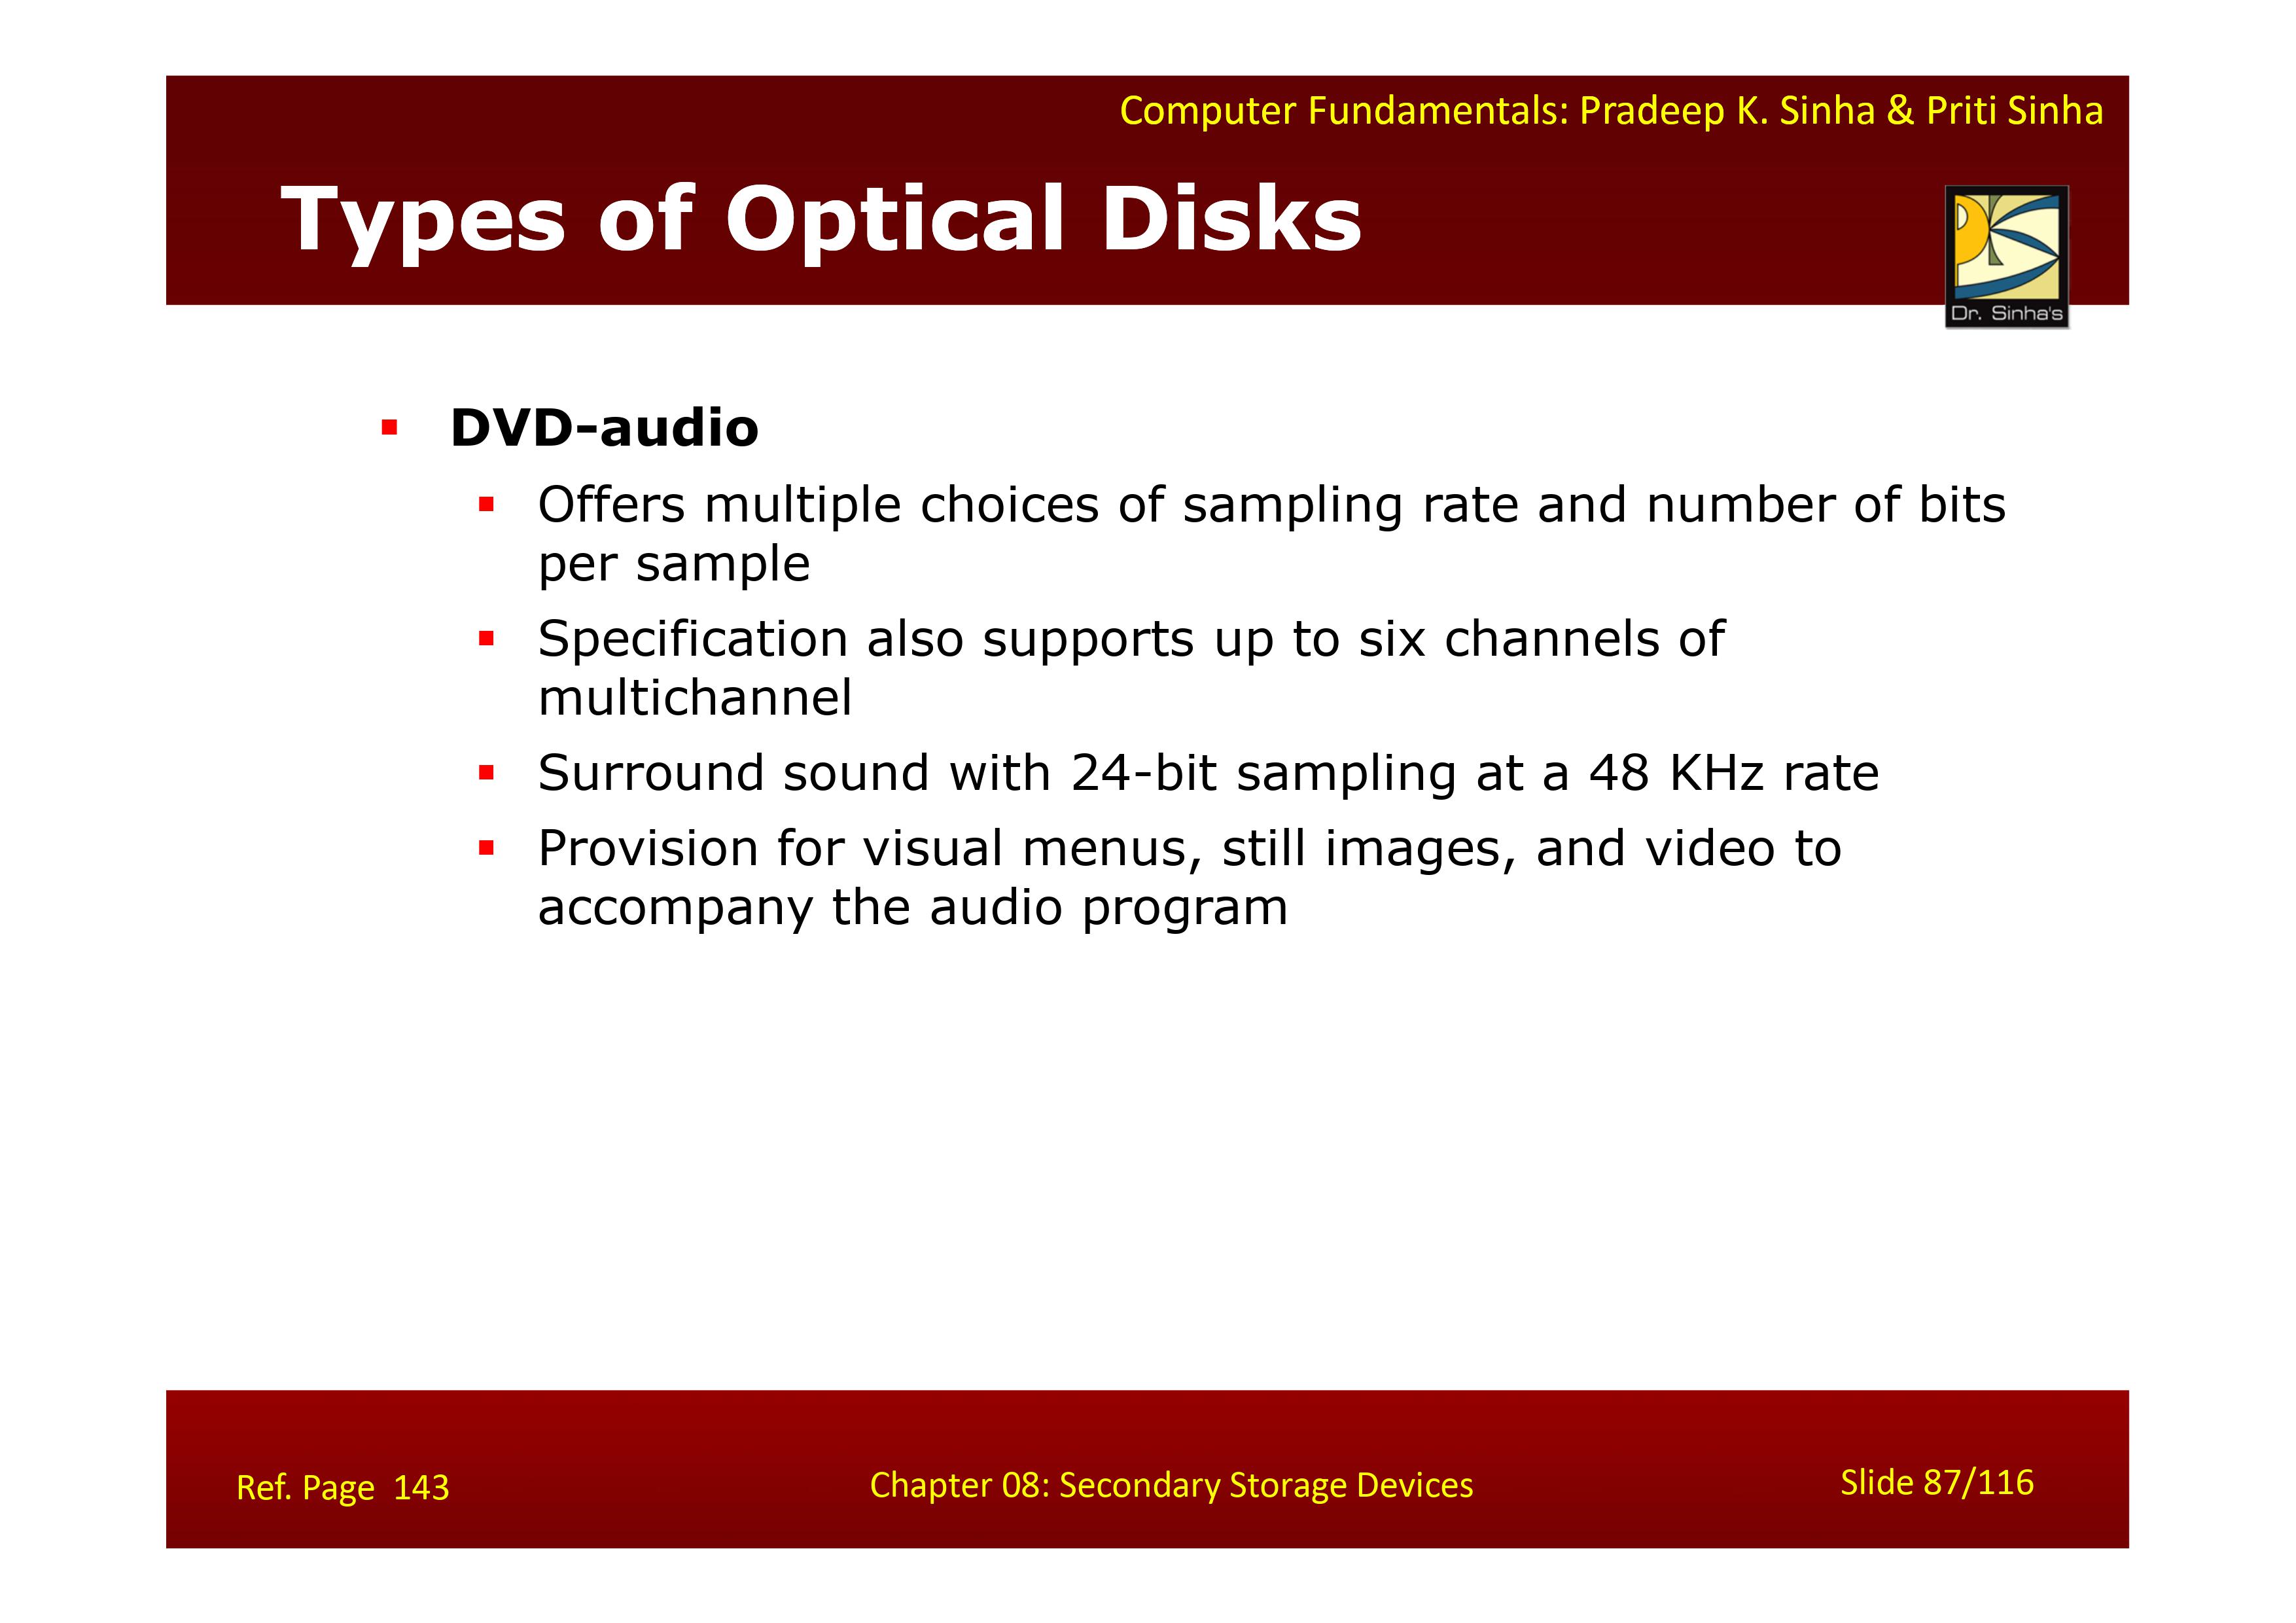 Computer Fundamentals: Pradeep K. Sinha & Priti Sinha
Types of Optical Disks
Dr. Sinha's
DVD-audio
Offers multiple choices of sampling rate and number of bits
per sample
Specification also supports up to six channels of
multichannel
Surround sound with 24-bit sampling at a 48 KHz rate
Provision for visual menus, still images, and video to
accompany the audio program
Ref. Page 143
Chapter 08: Secondary Storage Devices
Slide 87/116